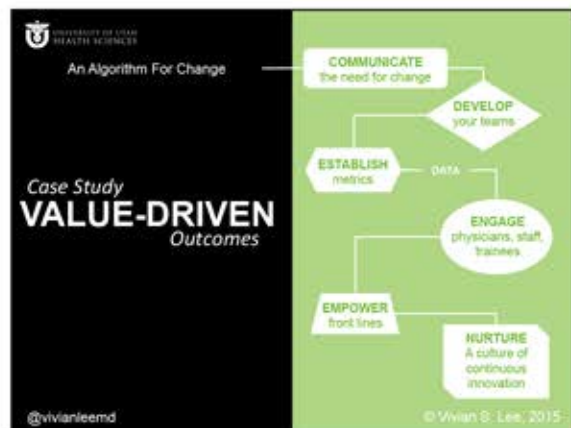 UNIVERSITY OF UTAH
HEALTH SCIENCES
An Algorithm For Change
Case Study
VALUE-DRIVEN
Outcomes
@vivianleemd
COMMUNICATE
the need for change
DEVELOP
your teams
ESTABLISH
metrics
DATA
ENGAGE
physicians, staff,
trainees
EMPOWER
front lines
NURTURE
A culture of
continuous
innovation
© Vivian S. Lee, 2015